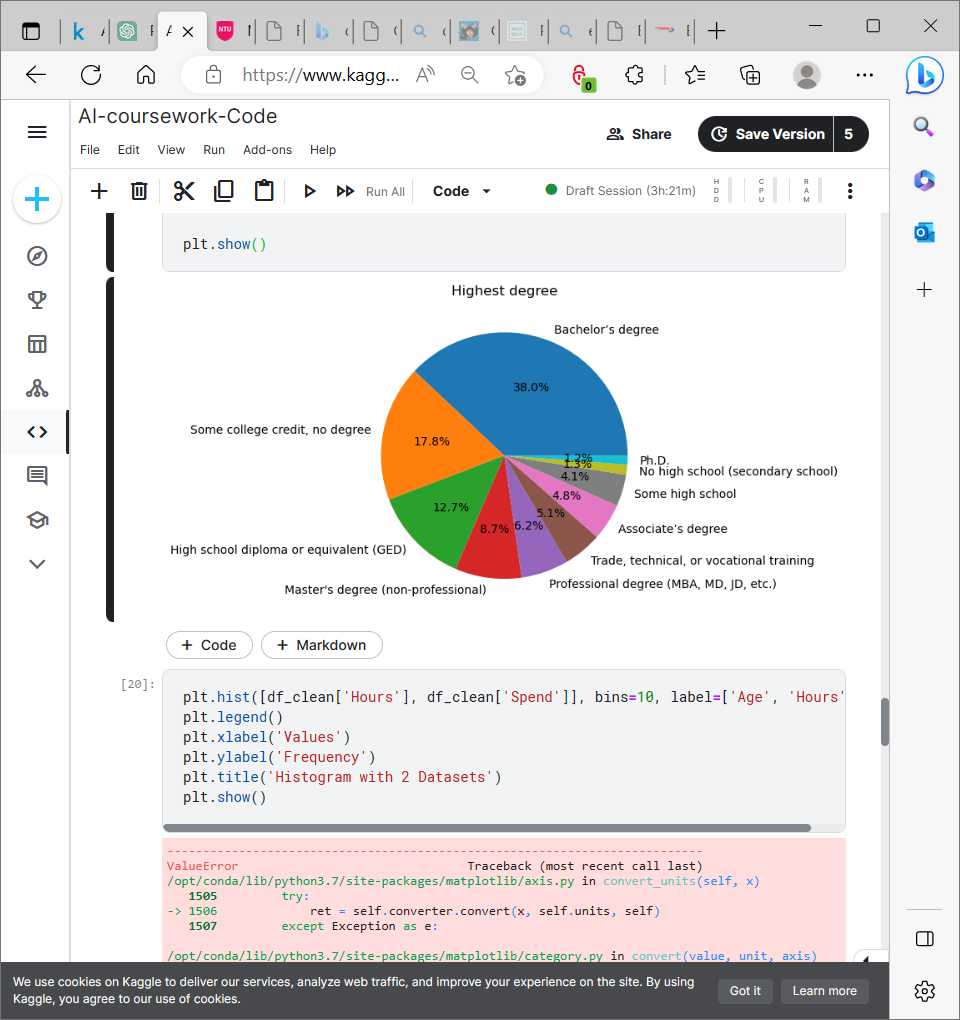 https://www.kagg...
0
AI-coursework-Code
File Edit View Run Add-ons Help
Share
Save Version 5
Run All
Code
Draft Session (3h:21m)
HDD
CPU
RAM
plt.show()
Highest degree
Bachelor's degree
38.0%
Some college credit, no degree
17.8%
1.2%
Ph.D.
1.3%
No high school (secondary school)
4.1%
Some high school
4.8%
12.7%
5.1%
8.7%
6.2%
Associate's degree
High school diploma or equivalent (GED)
Trade, technical, or vocational training
Master's degree (non-professional)
Professional degree (MBA, MD, JD, etc.)
+ Code
+ Markdown
[20]:
plt.hist([df_clean['Hours'], df_clean['Spend']], bins=10, label=['Age', 'Hours'
plt.legend()
plt.xlabel('Values')
plt.ylabel('Frequency')
plt.title('Histogram with 2 Datasets')
plt.show()
---------------------------------------------------------------------------
ValueError Traceback (most recent call last)
/opt/conda/lib/python3.7/site-packages/matplotlib/axis.py in convert_units(self, x)
1505 try:
-> 1506 ret = self.converter.convert(x, self.units, self)
1507 except Exception as e:
/opt/conda/lib/python3.7/site-packages/matplotlib/category.py in convert(value, unit, axis)
We use cookies on Kaggle to deliver our services, analyze web traffic, and improve your experience on the site. By using
Kaggle, you agree to our use of cookies.
Got it
Learn more